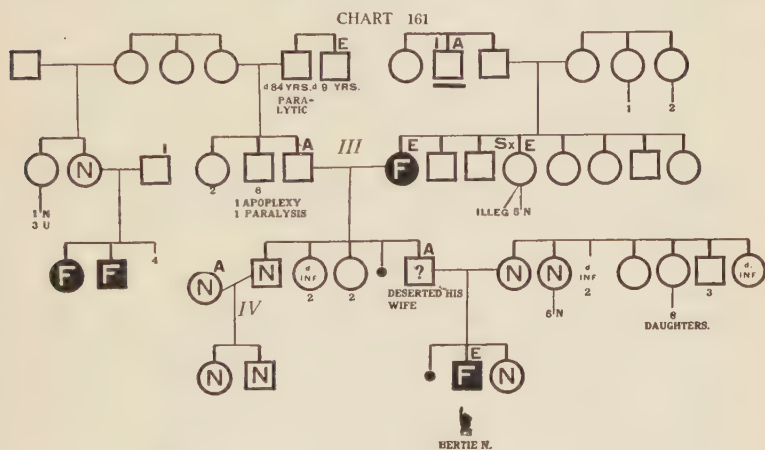 CHART 161
E
I A
d 84 YRS. d 9 YRS.
PARA-
LYTIC
1
2
N
I
A
III
F
E
Sx E
2
6
1 APOPLEXY
1 PARALYSIS
ILLEG 5 N
1 N
3 U
F
F
4
N
A
N
d
INF
2
2
A
?
DESERTED HIS
WIFE
N
N
6 N
d
INF
2
8
DAUGHTERS.
3
d.
INF
IV
N
N
E
F
N
BERTIE N.